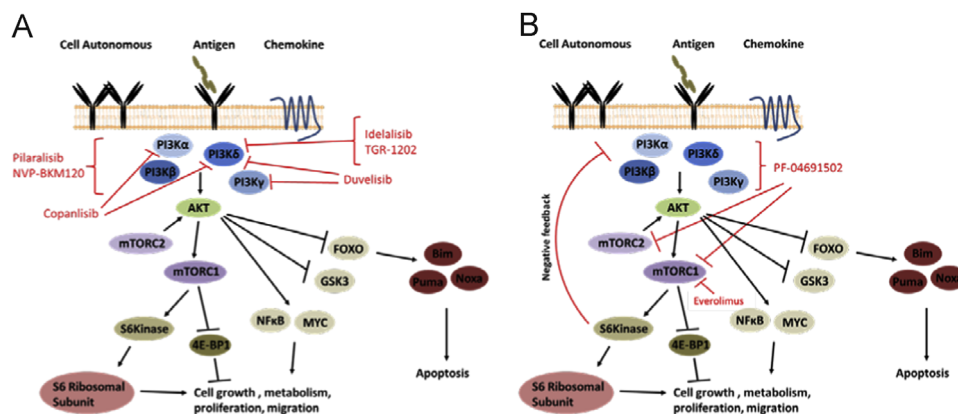 A
Cell Autonomous
Antigen
Chemokine
PI3Kα
PI3Kδ
PI3Kβ
PI3Kγ
Idelalisib
TGR-1202
Pilaralisib
NVP-BKM120
Duvelisib
Copanlisib
AKT
mTORC2
mTORC1
FOXO
GSK3
Bim
Puma
Noxa
S6Kinase
NFκB
MYC
4E-BP1
S6 Ribosomal
Subunit
Cell growth , metabolism,
proliferation, migration
Apoptosis
B
Cell Autonomous
Antigen
Chemokine
PI3Kα
PI3Kδ
PI3Kβ
PI3Kγ
PF-04691502
Negative feedback
AKT
mTORC2
mTORC1
FOXO
GSK3
Bim
Puma
Noxa
Everolimus
S6Kinase
NFκB
MYC
4E-BP1
S6 Ribosomal
Subunit
Cell growth , metabolism,
proliferation, migration
Apoptosis